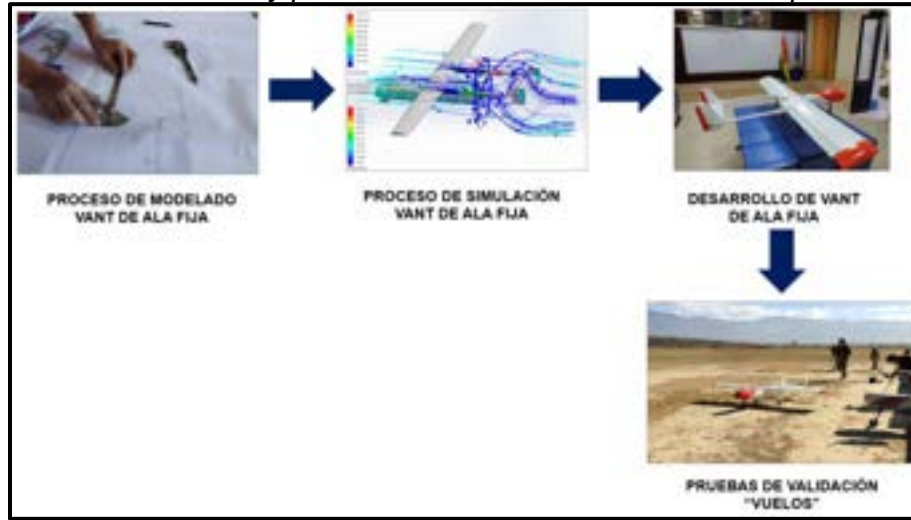 PROCESO DE MODELADO
VANT DE ALA FIJA
PROCESO DE SIMULACIÓN
VANT DE ALA FIJA
DESARROLLO DE VANT
DE ALA FIJA
PRUEBAS DE VALIDACIÓN
"VUELOS"